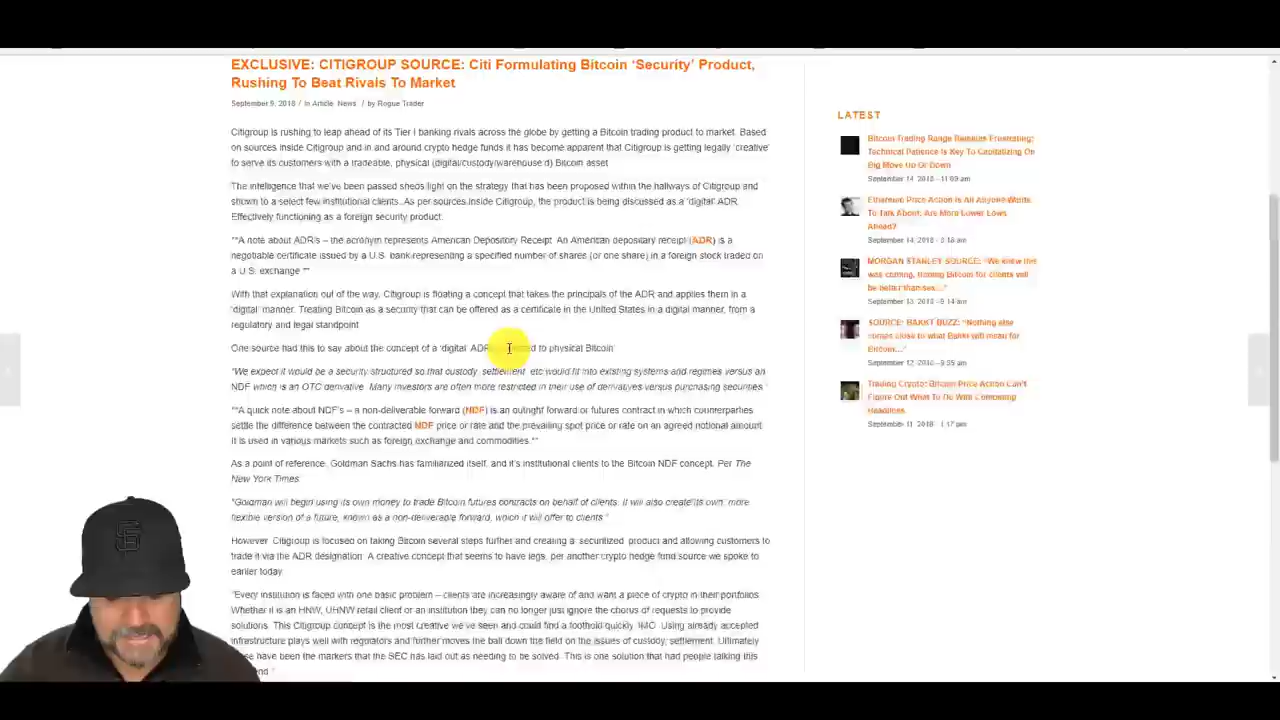 EXCLUSIVE: CITIGROUP SOURCE: Citi Formulating Bitcoin 'Security' Product,
Rushing To Beat Rivals To Market
September 9, 2018 / in Article News / by Rogue Trader
Citigroup is rushing to leap ahead of its Tier I banking rivals across the globe by getting a Bitcoin trading product to market. Based
on sources inside Citigroup and in and around crypto hedge funds it has become apparent that Citigroup is getting legally 'creative'
to serve its customers with a tradeable, physical (digital/custody/warehouse'd) Bitcoin asset
The intelligence that we've been passed sheds light on the strategy that has been proposed within the hallways of Citigroup and
shown to a select few institutional clients. As per sources inside Citigroup, the product is being discussed as a 'digital' ADR.
Effectively functioning as a foreign security product.
**A note about ADR's – the acronym represents American Depository Receipt. An American depositary receipt (ADR) is a
negotiable certificate issued by a U.S. bank representing a specified number of shares (or one share) in a foreign stock traded on
a U.S. exchange.**
With that explanation out of the way, Citigroup is floating a concept that takes the principals of the ADR and applies them in a
'digital' manner. Treating Bitcoin as a security that can be offered as a certificate in the United States in a digital manner, from a
regulatory and legal standpoint
One source had this to say about the concept of a 'digital' ADR to physical Bitcoin
"We expect it would be a security structured so that custody, settlement, etc would fit into existing systems and regimes versus an
NDF which is an OTC derivative. Many investors are often more restricted in their use of derivatives versus purchasing securities."
**A quick note about NDF's – a non-deliverable forward (NDF) is an outright forward or futures contract in which counterparties
settle the difference between the contracted NDF price or rate and the prevailing spot price or rate on an agreed notional amount.
It is used in various markets such as foreign exchange and commodities.**
As a point of reference, Goldman Sachs has familiarized itself, and it's institutional clients to the Bitcoin NDF concept. Per The
New York Times
"Goldman will begin using its own money to trade Bitcoin futures contracts on behalf of clients. It will also create its own, more
flexible version of a future, known as a non-deliverable forward, which it will offer to clients."
However, Citigroup is focused on taking Bitcoin several steps further and creating a 'securitized' product and allowing customers to
trade it via the ADR designation. A creative concept that seems to have legs, per another crypto hedge fund source we spoke to
earlier today
"Every institution is faced with one basic problem – clients are increasingly aware of and want a piece of crypto in their portfolios.
Whether it is an HNW, UHNW retail client or an institution they can no longer just ignore the chorus of requests to provide
solutions. This Citigroup concept is the most creative we've seen and could find a foothold quickly, IMO. Using already accepted
infrastructure plays well with regulators and further moves the ball down the field on the issues of custody, settlement. Ultimately
have been the markers that the SEC has laid out as needing to be solved. This is one solution that had people talking this
LATEST
Bitcoin Trading Range Remains Frustrating:
Technical Patience Is Key To Capitalizing On
Big Move Up Or Down
September 14, 2018 - 11:09 am
Ethereum Price Action Is All Anyone Wants
To Talk About: Are More Lower Lows
Ahead?
September 14, 2018 - 5:15 am
MORGAN STANLEY SOURCE: "We knew this
was coming, trading Bitcoin for clients will
be better than sex..."
September 13, 2018 - 9:14 am
SOURCE: BAKKT BUZZ: "Nothing else
comes close to what Bakkt will mean for
Bitcoin..."
September 12, 2018 - 9:55 am
Trading Crypto: Bitcoin Price Action Can't
Figure Out What To Do With Competing
Headlines
September 11, 2018 - 1:17 pm
SF